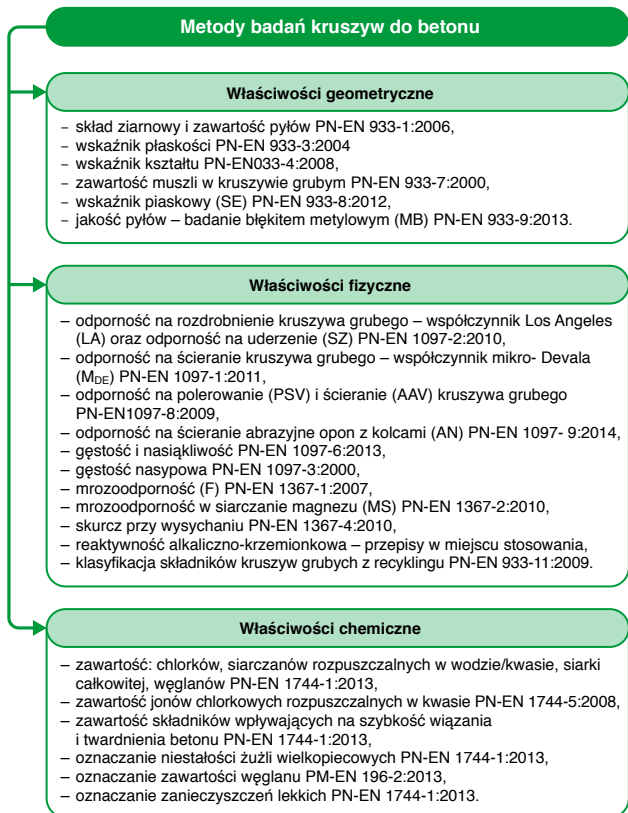 Metody badań kruszyw do betonu
Właściwości geometryczne
– skład ziarnowy i zawartość pyłów PN-EN 933-1:2006,
– wskaźnik płaskości PN-EN 933-3:2004
– wskaźnik kształtu PN-EN033-4:2008,
– zawartość muszli w kruszywie grubym PN-EN 933-7:2000,
– wskaźnik piaskowy (SE) PN-EN 933-8:2012,
– jakość pyłów – badanie błękitem metylowym (MB) PN-EN 933-9:2013.
Właściwości fizyczne
– odporność na rozdrobnienie kruszywa grubego – współczynnik Los Angeles
(LA) oraz odporność na uderzenie (SZ) PN-EN 1097-2:2010,
– odporność na ścieranie kruszywa grubego – współczynnik mikro- Devala
(MDE) PN-EN 1097-1:2011,
– odporność na polerowanie (PSV) i ścieranie (AAV) kruszywa grubego
PN-EN1097-8:2009,
– odporność na ścieranie abrazyjne opon z kolcami (AN) PN-EN 1097- 9:2014,
– gęstość i nasiąkliwość PN-EN 1097-6:2013,
– gęstość nasypowa PN-EN 1097-3:2000,
– mrozoodporność (F) PN-EN 1367-1:2007,
– mrozoodporność w siarczanie magnezu (MS) PN-EN 1367-2:2010,
– skurcz przy wysychaniu PN-EN 1367-4:2010,
– reaktywność alkaliczno-krzemionkowa – przepisy w miejscu stosowania,
– klasyfikacja składników kruszyw grubych z recyklingu PN-EN 933-11:2009.
Właściwości chemiczne
– zawartość: chlorków, siarczanów rozpuszczalnych w wodzie/kwasie, siarki
całkowitej, węglanów PN-EN 1744-1:2013,
– zawartość jonów chlorkowych rozpuszczalnych w kwasie PN-EN 1744-5:2008,
– zawartość składników wpływających na szybkość wiązania
i twardnienia betonu PN-EN 1744-1:2013,
– oznaczanie niestałości żużli wielkopiecowych PN-EN 1744-1:2013,
– oznaczanie zawartości węglanu PM-EN 196-2:2013,
– oznaczanie zanieczyszczeń lekkich PN-EN 1744-1:2013.